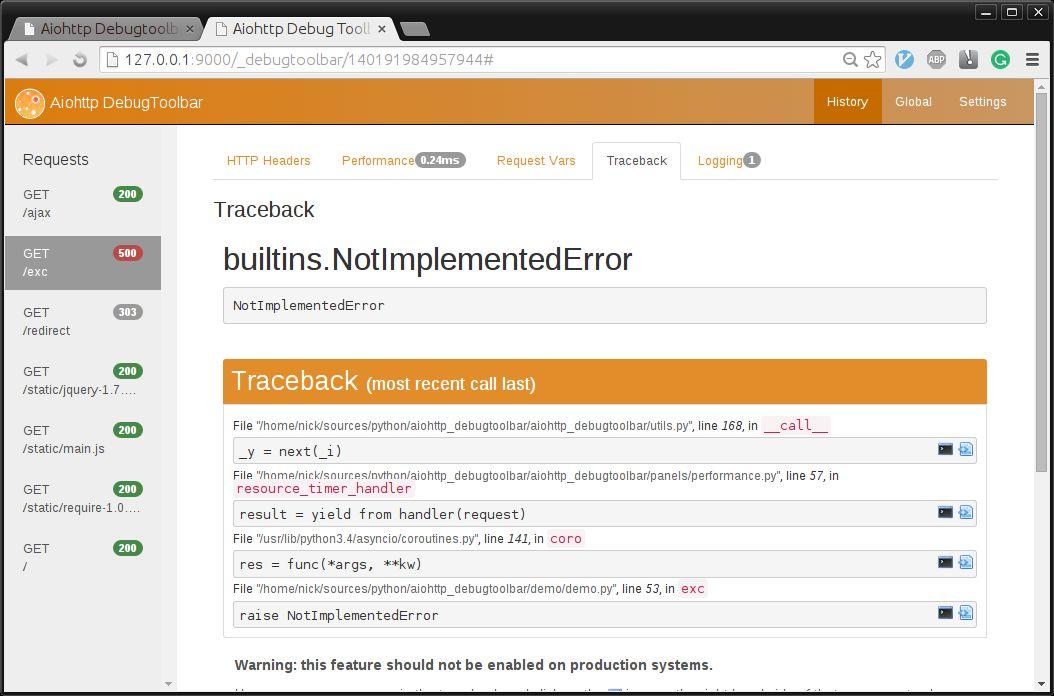 Aiohttp Debugtoolb
Aiohttp Debug Tool
127.0.0.1:9000/_debugtoolbar/140191984957944#
ABP
Aiohttp DebugToolbar
History
Global
Settings
Requests
GET 200
/ajax
GET 500
/exc
GET 303
/redirect
GET 200
/static/jquery-1.7....
GET 200
/static/main.js
GET 200
/static/require-1.0....
GET 200
/
HTTP Headers
Performance 0.24ms
Request Vars
Traceback
Logging 1
Traceback
builtins.NotImplementedError
NotImplementedError
Traceback (most recent call last)
File "/home/nick/sources/python/aiohttp_debugtoolbar/aiohttp_debugtoolbar/utils.py", line 168, in __call__
_y = next(_i)
File "/home/nick/sources/python/aiohttp_debugtoolbar/aiohttp_debugtoolbar/panels/performance.py", line 57, in
resource_timer_handler
result = yield from handler(request)
File "/usr/lib/python3.4/asyncio/coroutines.py", line 141, in coro
res = func(*args, **kw)
File "/home/nick/sources/python/aiohttp_debugtoolbar/demo/demo.py", line 53, in exc
raise NotImplementedError
Warning: this feature should not be enabled on production systems.